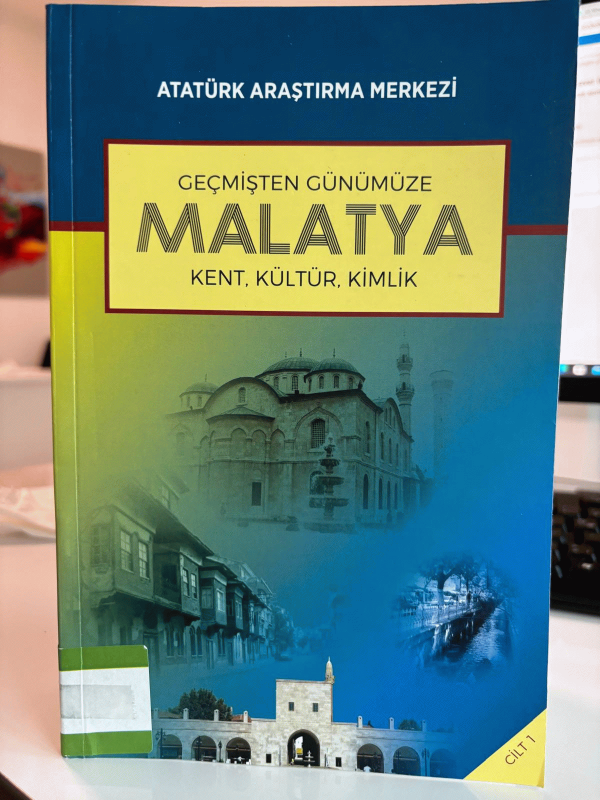 ATATÜRK ARAŞTIRMA MERKEZİ
GEÇMİŞTEN GÜNÜMÜZE
MALATYA
KENT, KÜLTÜR, KİMLİK
CİLT 1